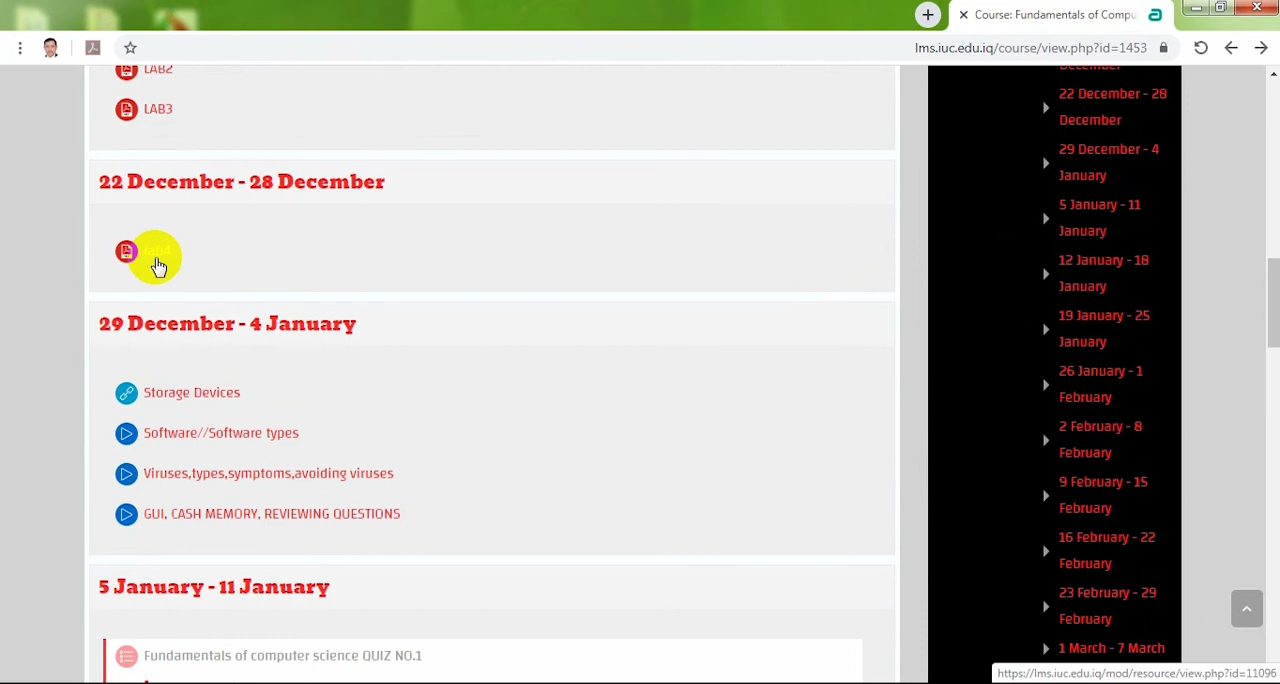 Course: Fundamentals of Compu
lms.iuc.edu.iq/course/view.php?id=1453
LAB2
LAB3
22 December - 28 December
29 December - 4 January
Storage Devices
Software//Software types
Viruses,types,symptoms,avoiding viruses
GUI, CASH MEMORY, REVIEWING QUESTIONS
5 January - 11 January
Fundamentals of computer science QUIZ NO.1
December
22 December - 28
December
29 December - 4
January
5 January - 11
January
12 January - 18
January
19 January - 25
January
26 January - 1
February
2 February - 8
February
9 February - 15
February
16 February - 22
February
23 February - 29
February
1 March - 7 March
https://lms.iuc.edu.iq/mod/resource/view.php?id=11096